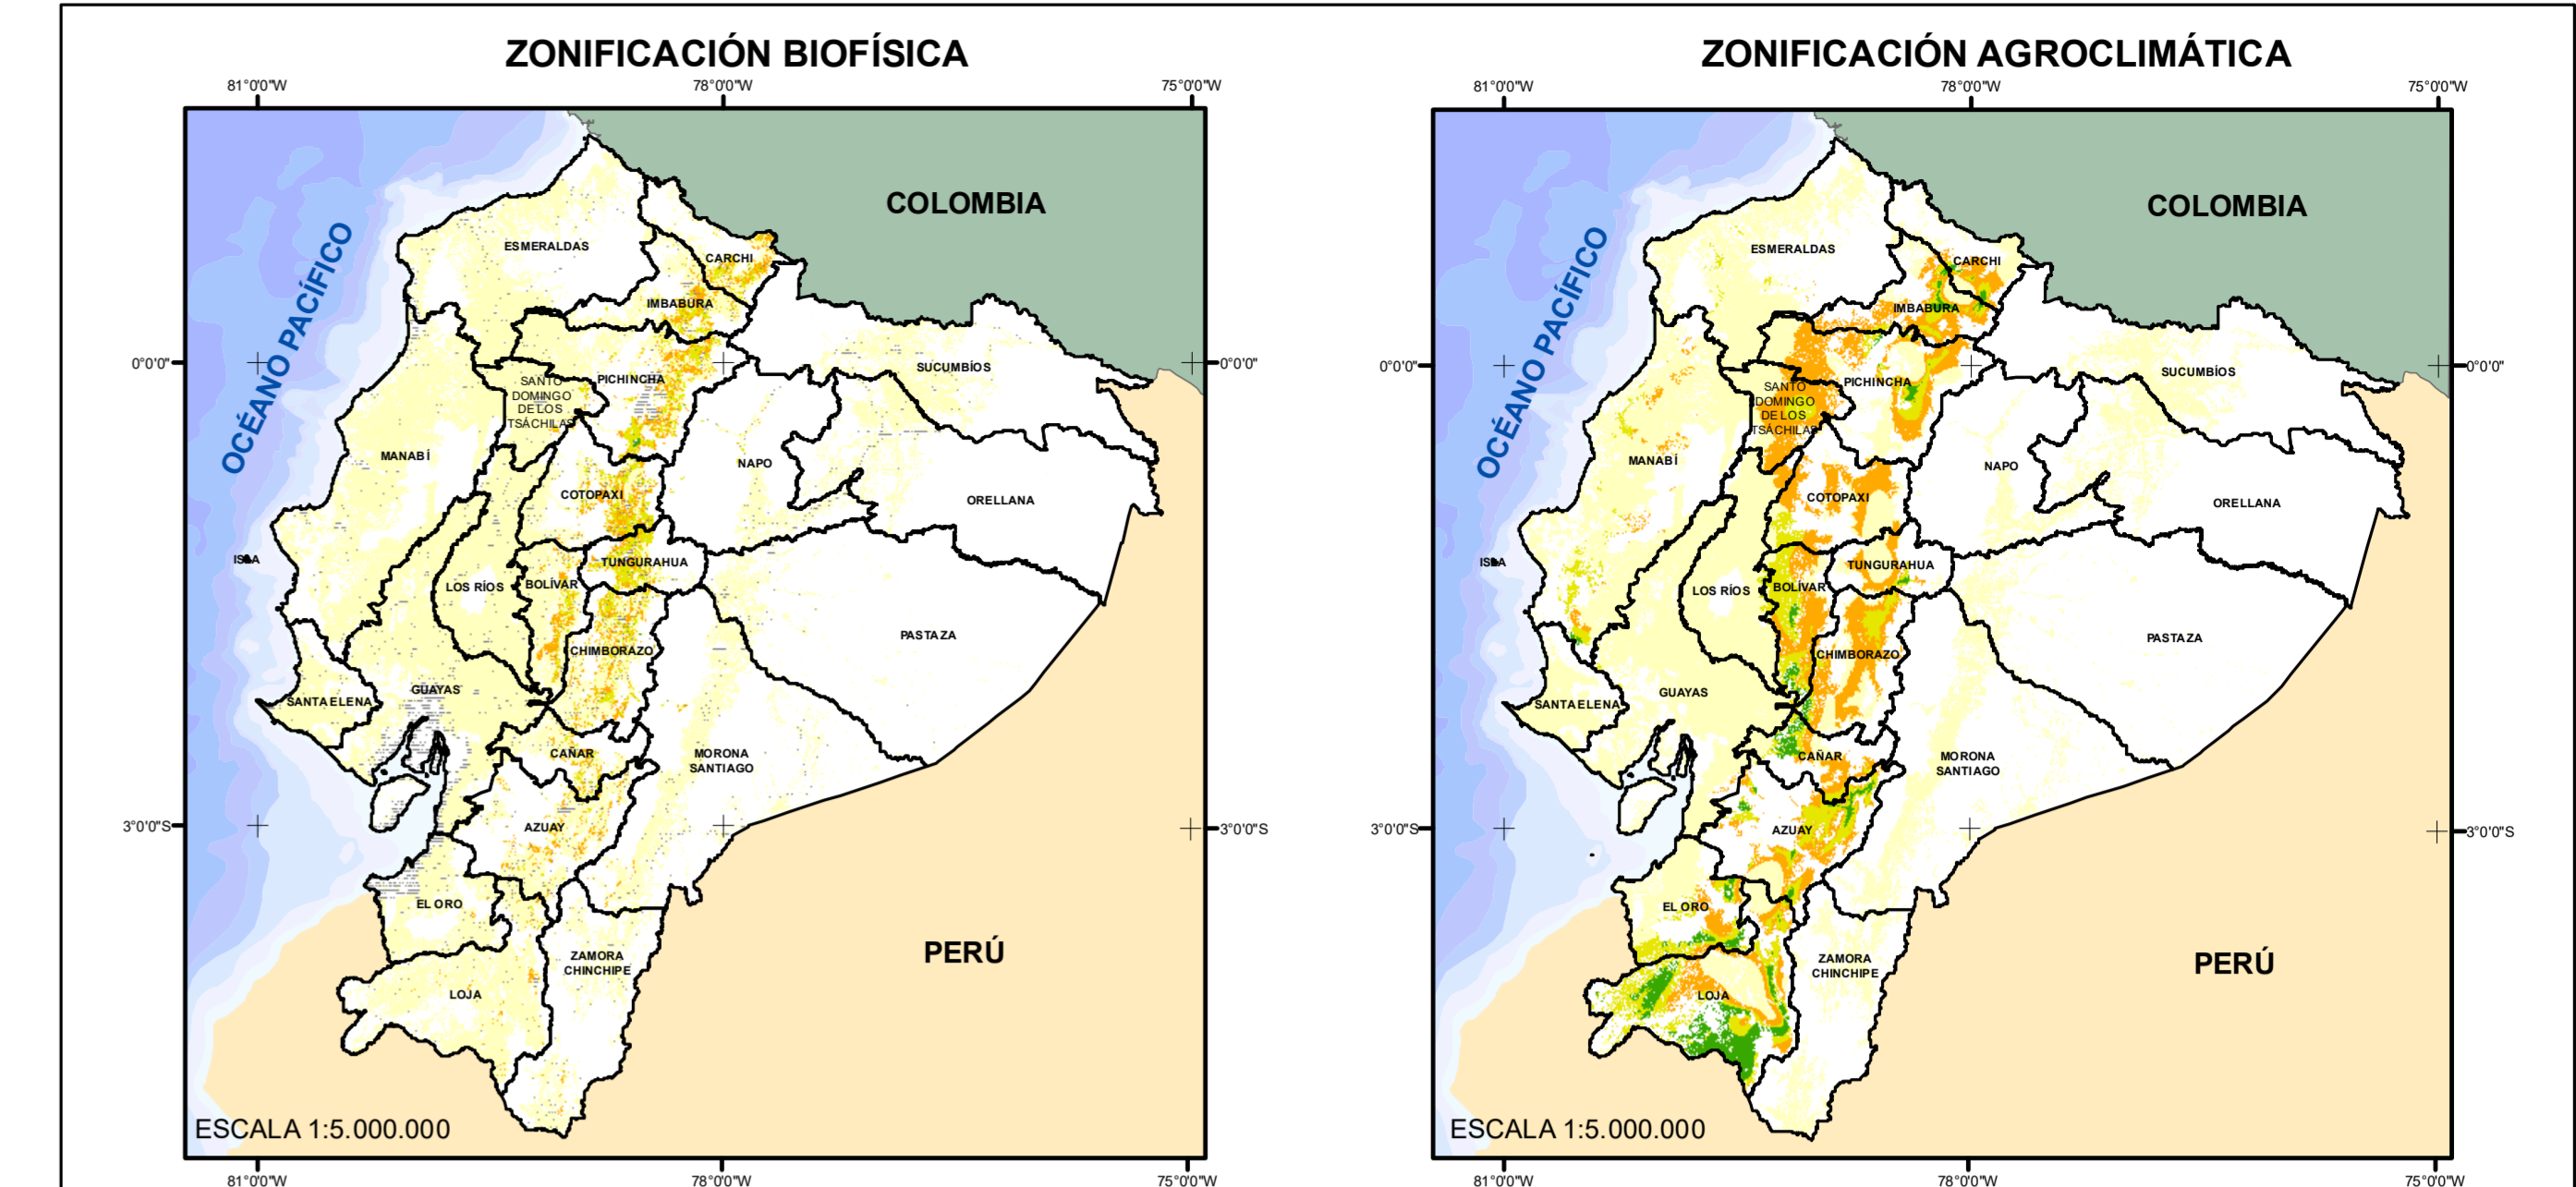 ZONIFICACIÓN BIOFÍSICA
81°0'0"W
78°0'0"W
75°0'0"W
COLOMBIA
OCÉANO PACÍFICO
ESMERALDAS
CARCHI
IMBABURA
0°0'0"
0°0'0"
SUCUMBÍOS
PICHINCHA
SANTO
DOMINGO
DE LOS
TSÁCHILAS
MANABÍ
NAPO
COTOPAXI
ORELLANA
ISLA
TUNGURAHUA
LOS RÍOS
BOLÍVAR
PASTAZA
CHIMBORAZO
GUAYAS
SANTA ELENA
CAÑAR
MORONA
SANTIAGO
3°0'0"S
AZUAY
3°0'0"S
EL ORO
PERÚ
ZAMORA
CHINCHIPE
LOJA
ESCALA 1:5.000.000
81°0'0"W
78°0'0"W
75°0'0"W
ZONIFICACIÓN AGROCLIMÁTICA
81°0'0"W
78°0'0"W
75°0'0"W
COLOMBIA
OCÉANO PACÍFICO
ESMERALDAS
CARCHI
IMBABURA
0°0'0"
0°0'0"
SUCUMBÍOS
PICHINCHA
SANTO
DOMINGO
DE LOS
TSÁCHILAS
MANABÍ
NAPO
COTOPAXI
ORELLANA
ISLA
TUNGURAHUA
LOS RÍOS
BOLÍVAR
PASTAZA
CHIMBORAZO
GUAYAS
SANTA ELENA
CAÑAR
MORONA
SANTIAGO
3°0'0"S
AZUAY
3°0'0"S
EL ORO
ZAMORA
CHINCHIPE
PERÚ
LOJA
ESCALA 1:5.000.000
81°0'0"W
78°0'0"W
75°0'0"W